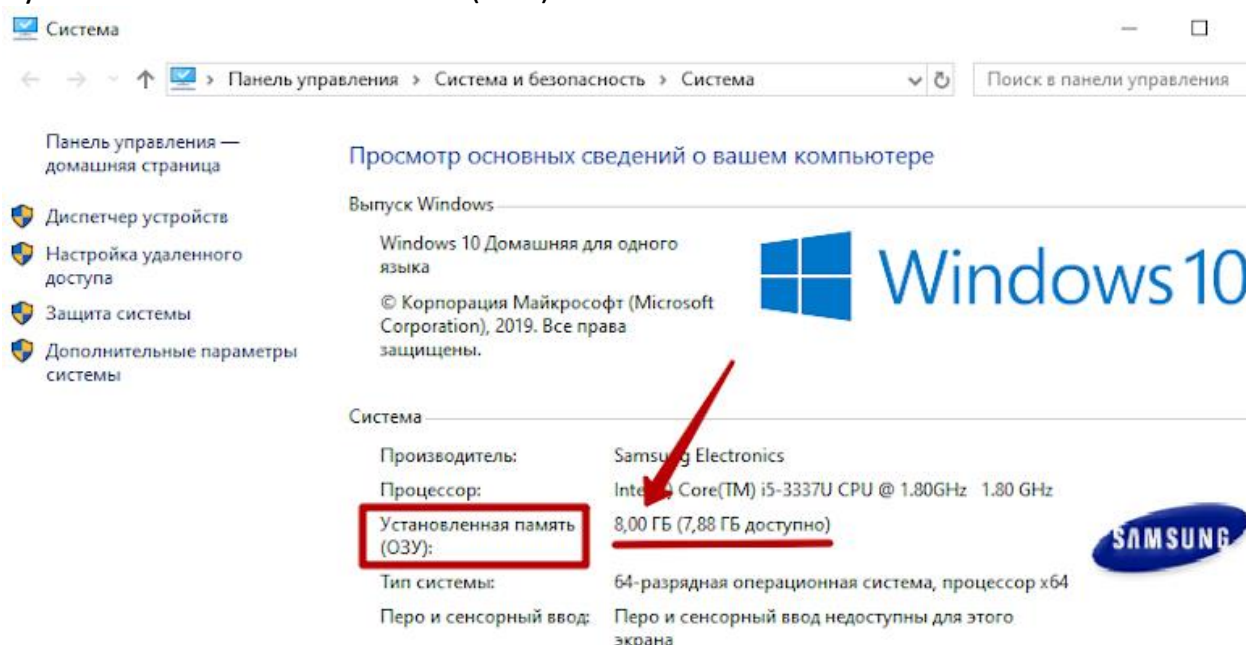 Система
Панель управления > Система и безопасность > Система
Поиск в панели управления
Панель управления —
домашняя страница
Диспетчер устройств
Настройка удаленного
доступа
Защита системы
Дополнительные параметры
системы
Просмотр основных сведений о вашем компьютере
Выпуск Windows
Windows 10 Домашняя для одного
языка
© Корпорация Майкрософт (Microsoft
Corporation), 2019. Все права
защищены.
Windows 10
Система
Производитель: Samsung Electronics
Процессор: Core(TM) i5-3337U CPU @ 1.80GHz 1.80 GHz
Установленная память
(ОЗУ):
8,00 ГБ (7,88 ГБ доступно)
SAMSUNG
Тип системы: 64-разрядная операционная система, процессор x64
Перо и сенсорный ввод: Перо и сенсорный ввод недоступны для этого
экрана